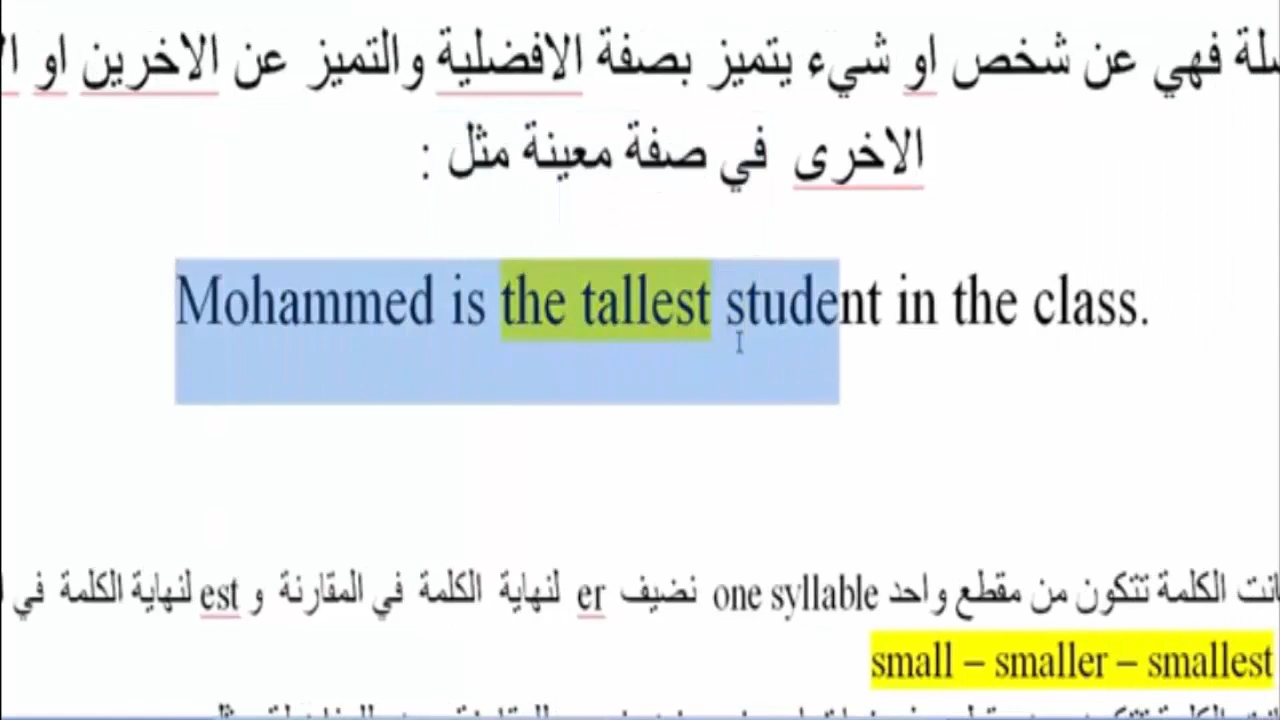 فهي عن شخص او شيء يتميز بصفة الافضلية والتميز عن الاخرين او
الاخرى في صفة معينة مثل :
Mohammed is the tallest student in the class.
الكلمة تتكون من مقطع واحد one syllable نضيف er لنهاية الكلمة في المقارنة و est لنهاية الكلمة في
small – smaller – smallest